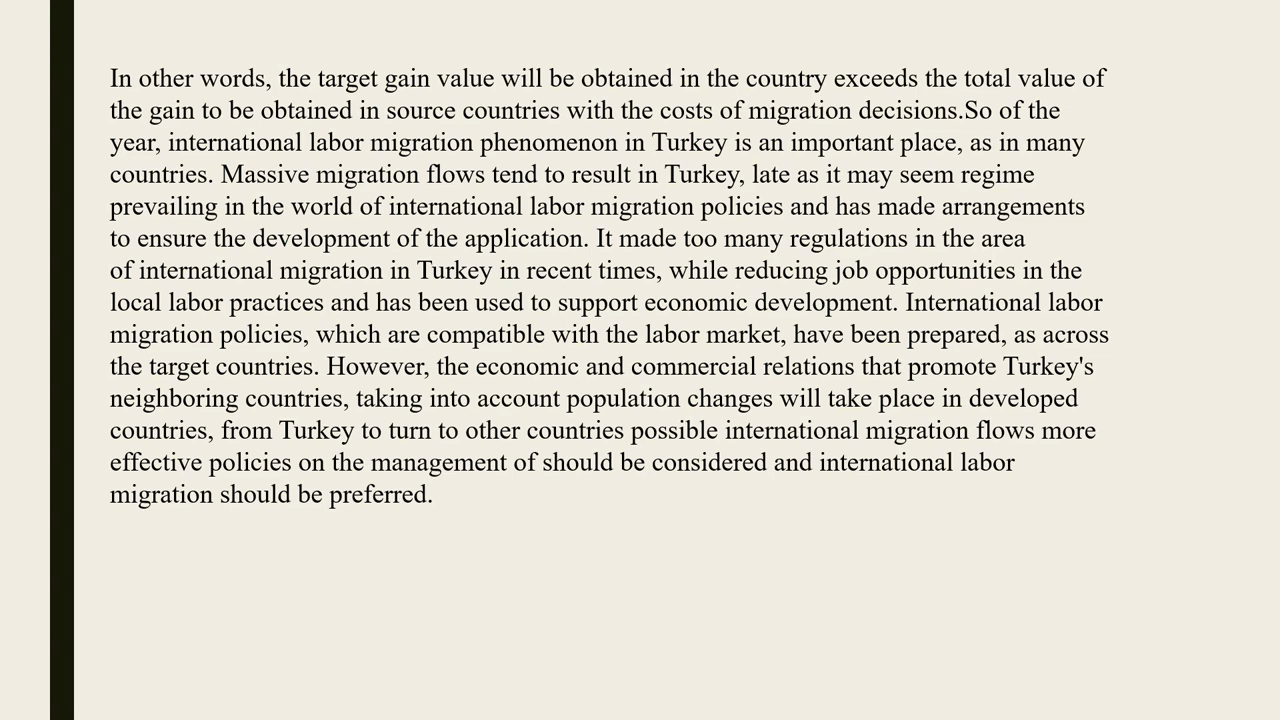 In other words, the target gain value will be obtained in the country exceeds the total value of
the gain to be obtained in source countries with the costs of migration decisions.So of the
year, international labor migration phenomenon in Turkey is an important place, as in many
countries. Massive migration flows tend to result in Turkey, late as it may seem regime
prevailing in the world of international labor migration policies and has made arrangements
to ensure the development of the application. It made too many regulations in the area
of international migration in Turkey in recent times, while reducing job opportunities in the
local labor practices and has been used to support economic development. International labor
migration policies, which are compatible with the labor market, have been prepared, as across
the target countries. However, the economic and commercial relations that promote Turkey's
neighboring countries, taking into account population changes will take place in developed
countries, from Turkey to turn to other countries possible international migration flows more
effective policies on the management of should be considered and international labor
migration should be preferred.